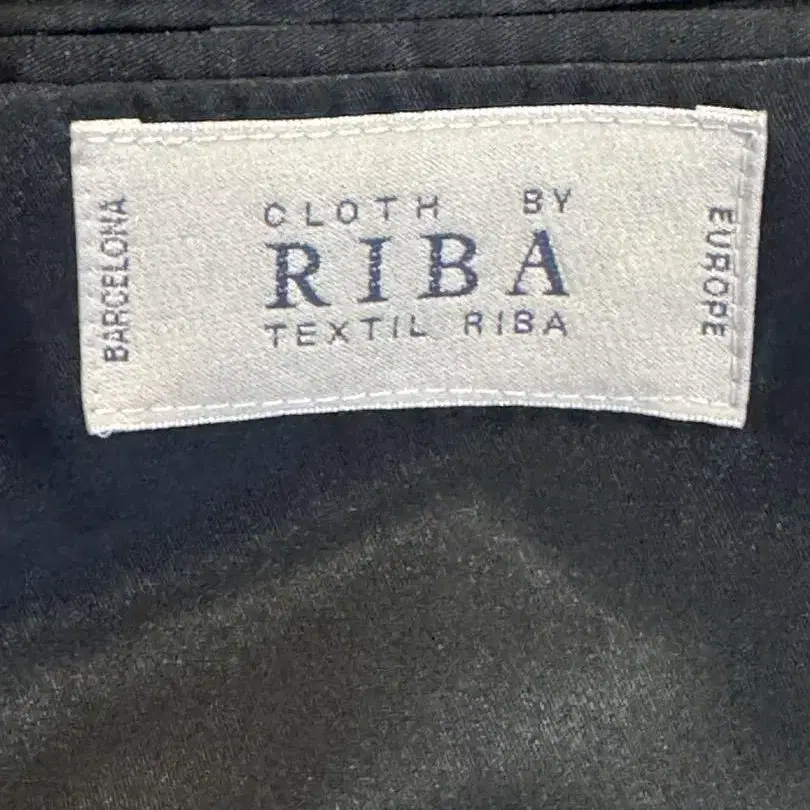 BARCELONA
CLOTH BY
RIBA
TEXTIL RIBA
EUROPE